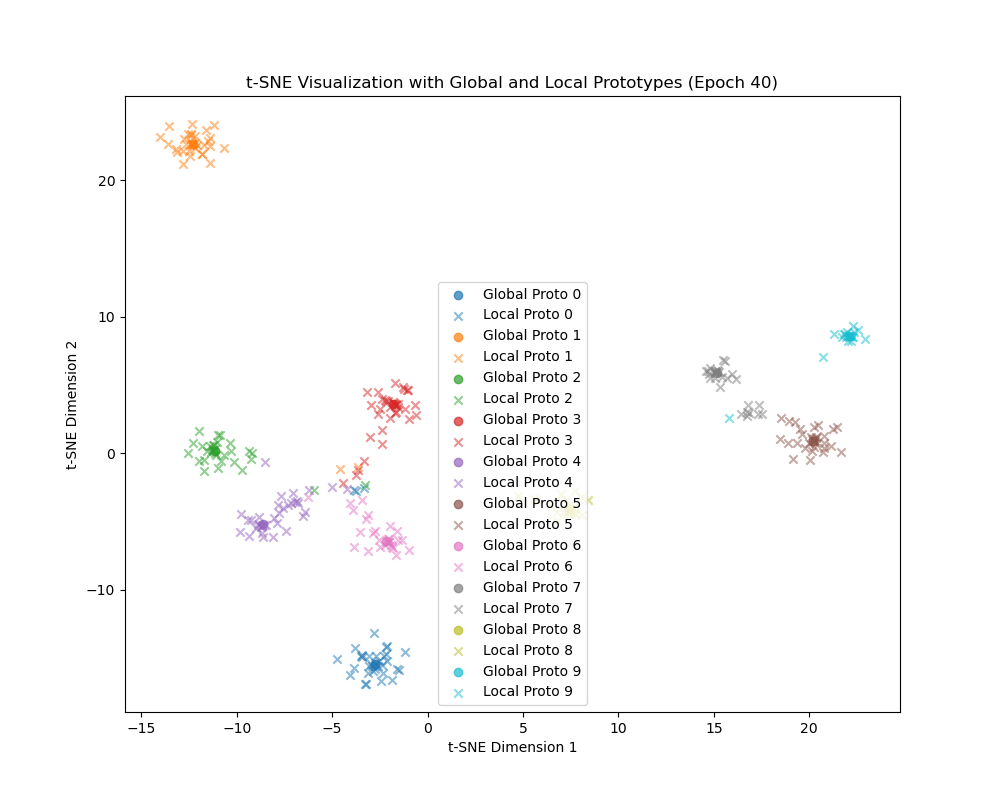 t-SNE Visualization with Global and Local Prototypes (Epoch 40)
t-SNE Dimension 2
20
10
0
−10
Global Proto 0
Local Proto 0
Global Proto 1
Local Proto 1
Global Proto 2
Local Proto 2
Global Proto 3
Local Proto 3
Global Proto 4
Local Proto 4
Global Proto 5
Local Proto 5
Global Proto 6
Local Proto 6
Global Proto 7
Local Proto 7
Global Proto 8
Local Proto 8
Global Proto 9
Local Proto 9
−15 −10 −5 0 5 10 15 20
t-SNE Dimension 1